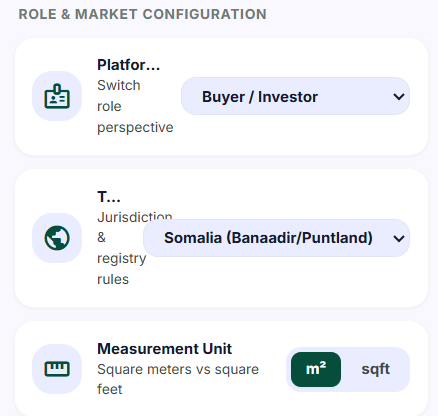 ROLE & MARKET CONFIGURATION
Platfor...
Switch
role
perspective
Buyer / Investor
T...
Jurisdiction
&
registry
rules
Somalia (Banaadir/Puntland)
Measurement Unit
Square meters vs square
feet
m² sqft